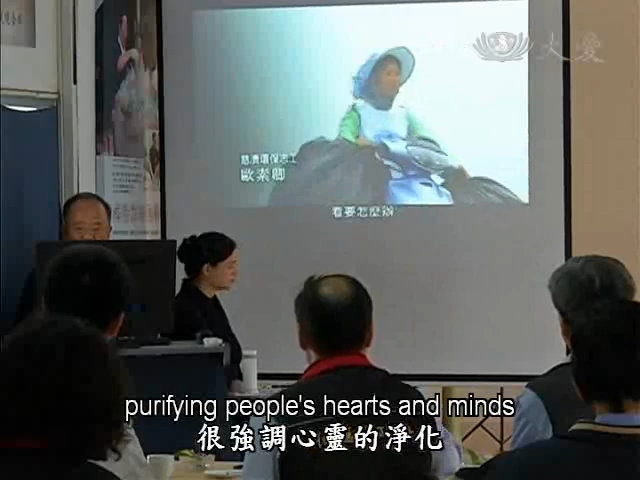 大愛
慈濟環保志工
歐素卿
看要怎麼辦
purifying people's hearts and minds
很強調心靈的淨化